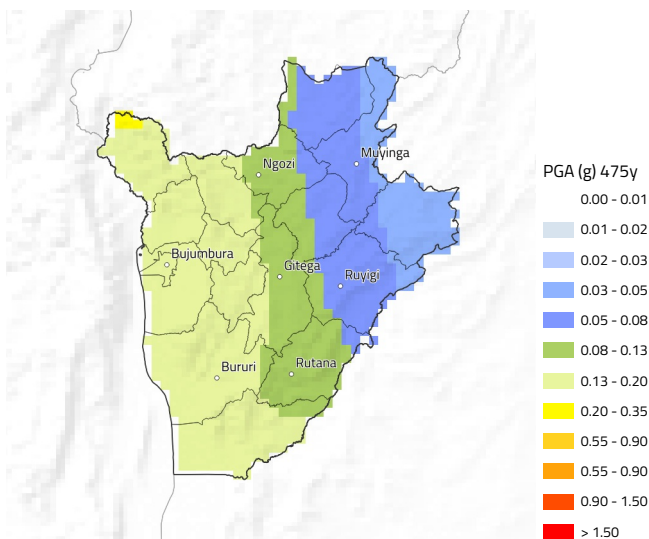 Ngozi
Muyinga
Bujumbura
Gitega
Ruyigi
Bururi
Rutana
PGA (g) 475y
0.00 - 0.01
0.01 - 0.02
0.02 - 0.03
0.03 - 0.05
0.05 - 0.08
0.08 - 0.13
0.13 - 0.20
0.20 - 0.35
0.55 - 0.90
0.55 - 0.90
0.90 - 1.50
> 1.50